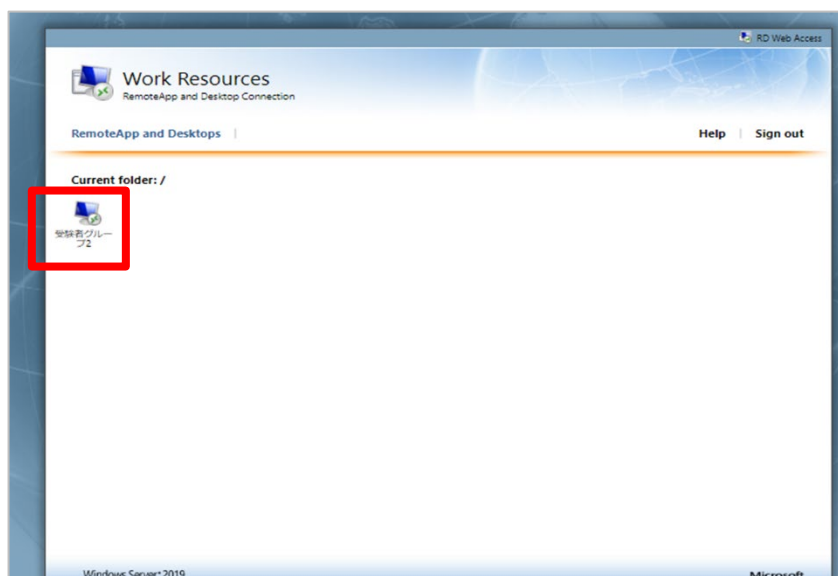 RD Web Access
Work Resources
RemoteApp and Desktop Connection
RemoteApp and Desktops
Help
Sign out
Current folder: /
受験者グルー
プ2
Windows Server® 2019
Microsoft